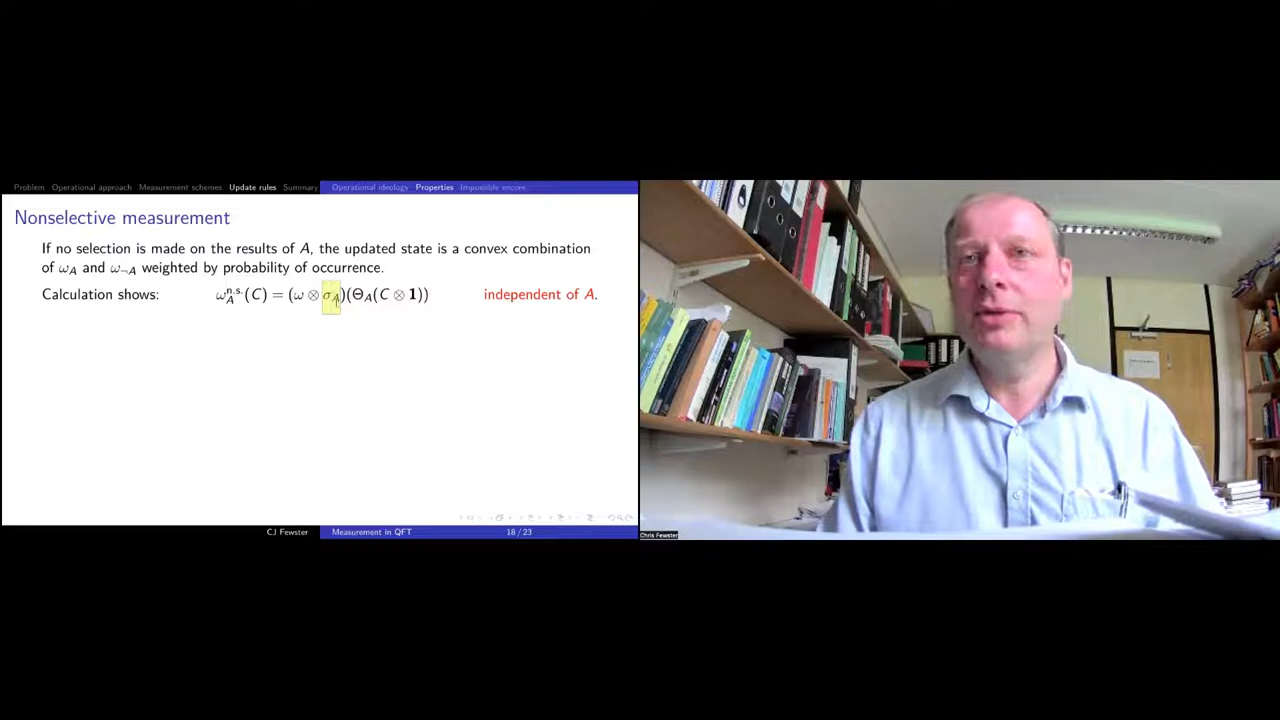 Problem Operational approach Measurement schemes Update rules Summary Operational ideology Properties Impossible encore
Nonselective measurement
If no selection is made on the results of A, the updated state is a convex combination
of ω_A and ω_¬A weighted by probability of occurrence.
Calculation shows: ω_A^n.s.(C) = (ω ⊗ σ_A)(Θ_A(C ⊗ 1)) independent of A.
CJ Fewster Measurement in QFT 18 / 23
Chris Fewster